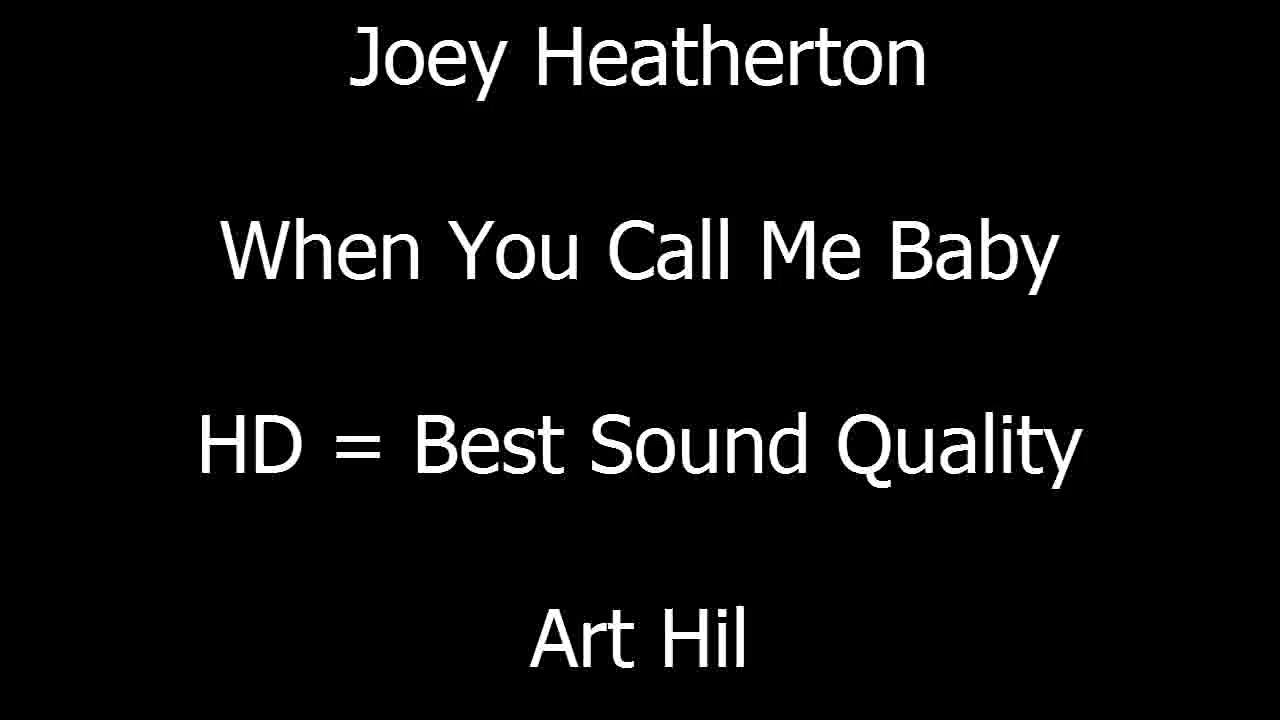 Joey Heatherton
When You Call Me Baby
HD = Best Sound Quality
Art Hil